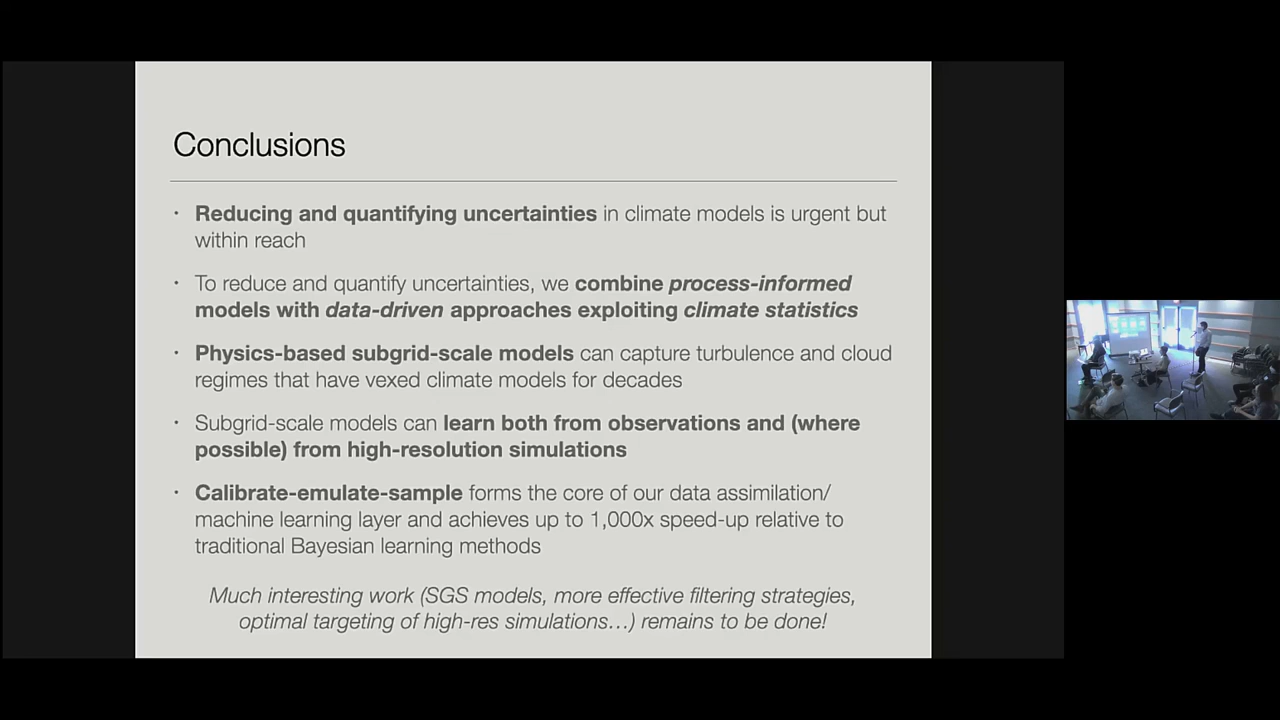 Conclusions
• Reducing and quantifying uncertainties in climate models is urgent but
within reach
• To reduce and quantify uncertainties, we combine process-informed
models with data-driven approaches exploiting climate statistics
• Physics-based subgrid-scale models can capture turbulence and cloud
regimes that have vexed climate models for decades
• Subgrid-scale models can learn both from observations and (where
possible) from high-resolution simulations
• Calibrate-emulate-sample forms the core of our data assimilation/
machine learning layer and achieves up to 1,000x speed-up relative to
traditional Bayesian learning methods
Much interesting work (SGS models, more effective filtering strategies,
optimal targeting of high-res simulations…) remains to be done!